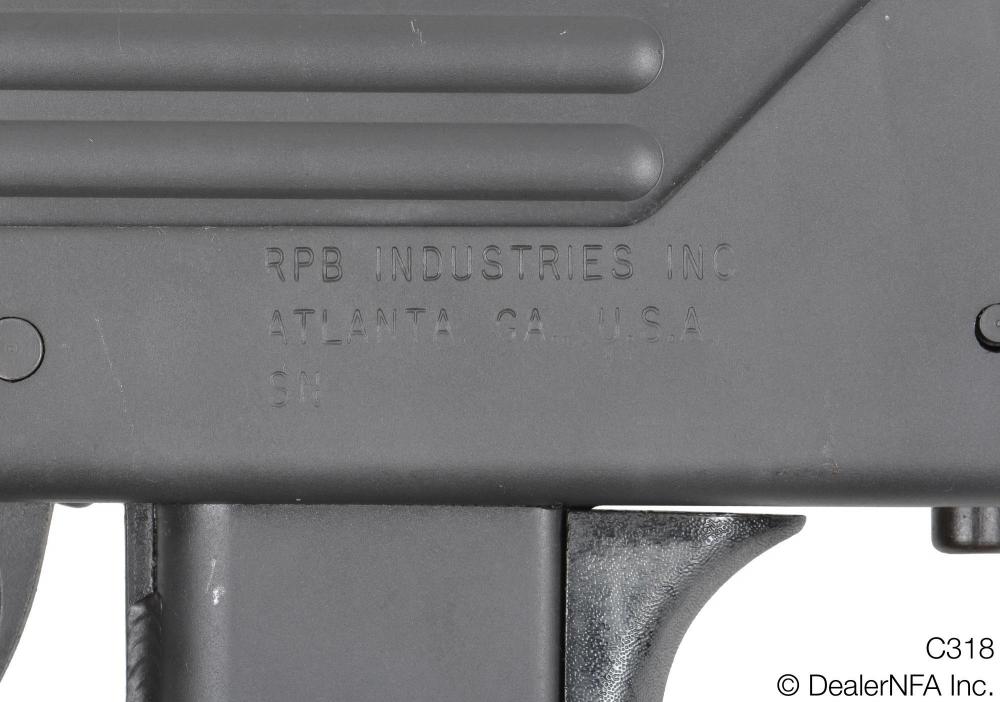 RPB INDUSTRIES INC
ATLANTA, GA., U.S.A.
SN
C318
© DealerNFA Inc.